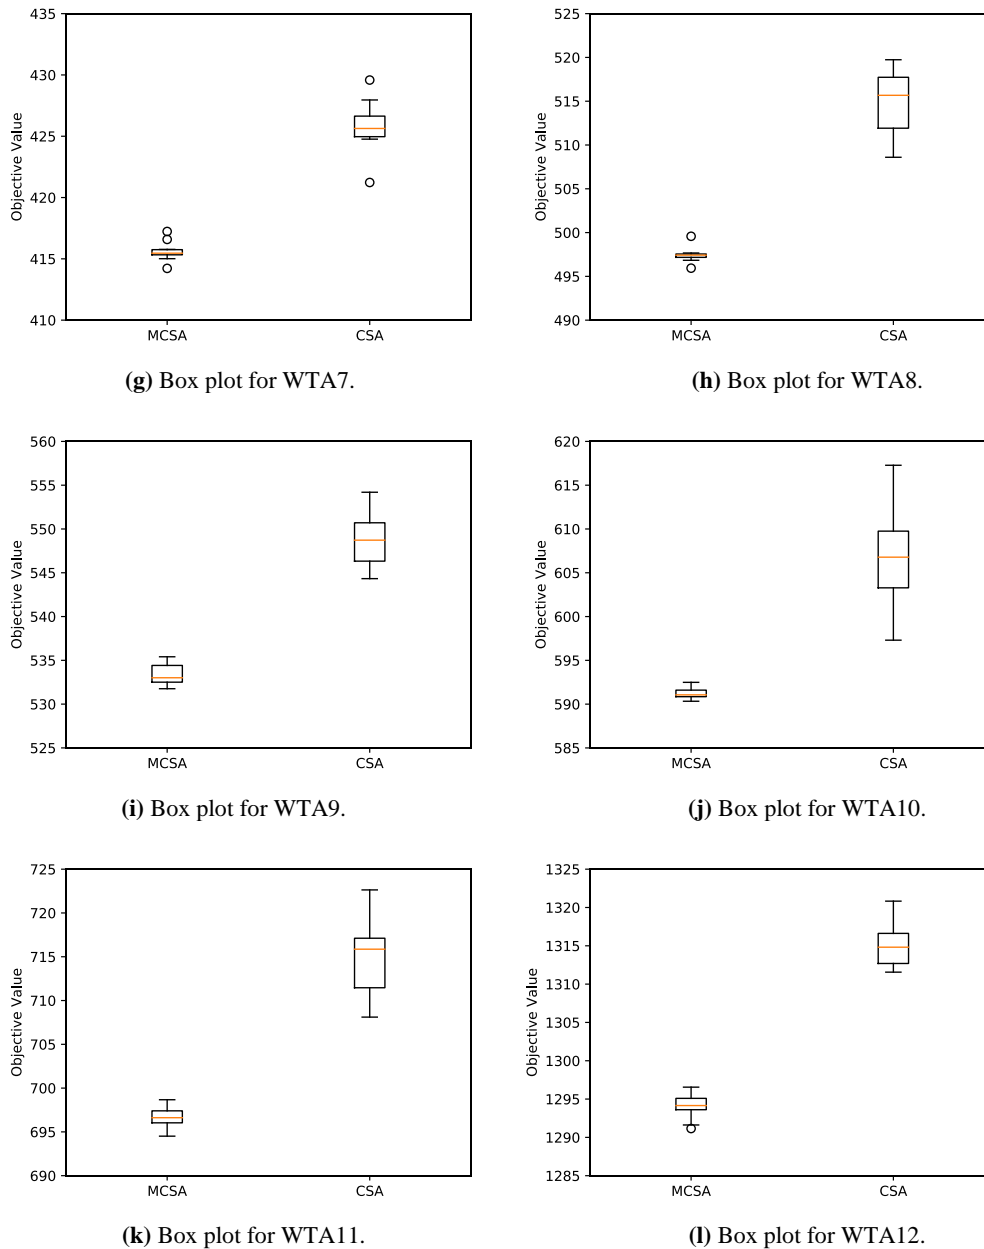 435
430
425
420
415
410
Objective Value
MCSA
CSA
(g) Box plot for WTA7.
525
520
515
510
505
500
495
490
Objective Value
MCSA
CSA
(h) Box plot for WTA8.
560
555
550
545
540
535
530
525
Objective Value
MCSA
CSA
(i) Box plot for WTA9.
620
615
610
605
600
595
590
585
Objective Value
MCSA
CSA
(j) Box plot for WTA10.
725
720
715
710
705
700
695
690
Objective Value
MCSA
CSA
(k) Box plot for WTA11.
1325
1320
1315
1310
1305
1300
1295
1290
1285
Objective Value
MCSA
CSA
(l) Box plot for WTA12.